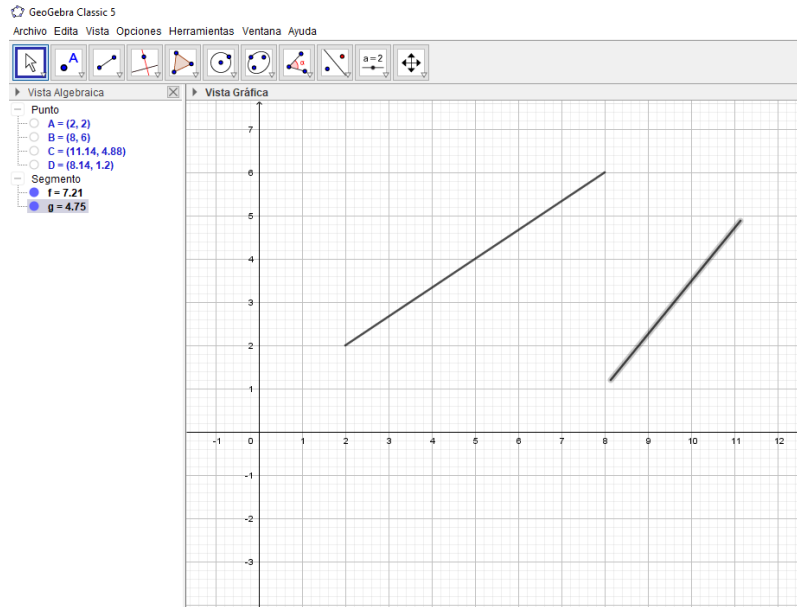 GeoGebra Classic 5
Archivo Edita Vista Opciones Herramientas Ventana Ayuda
A
α
a=2
Vista Algebraica
Vista Gráfica
Punto
A = (2, 2)
B = (8, 6)
C = (11.14, 4.88)
D = (8.14, 1.2)
Segmento
f = 7.21
g = 4.75
7
6
5
4
3
2
1
-1 0 1 2 3 4 5 6 7 8 9 10 11 12
-1
-2
-3